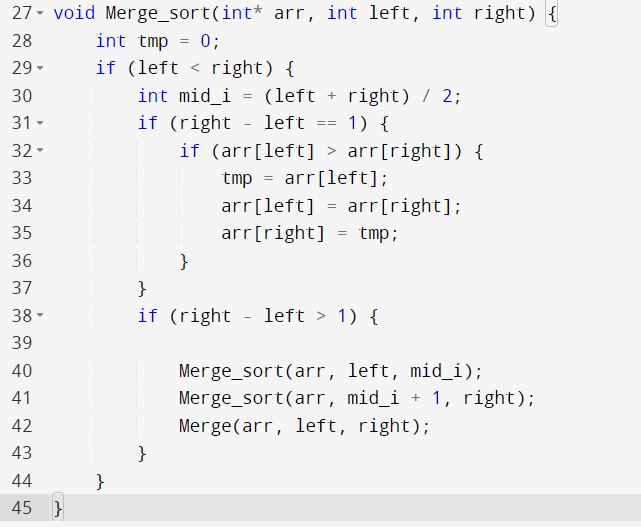 27 void Merge_sort(int* arr, int left, int right) {
28     int tmp = 0;
29     if (left < right) {
30         int mid_i = (left + right) / 2;
31         if (right - left == 1) {
32             if (arr[left] > arr[right]) {
33                 tmp = arr[left];
34                 arr[left] = arr[right];
35                 arr[right] = tmp;
36             }
37         }
38         if (right - left > 1) {
39
40             Merge_sort(arr, left, mid_i);
41             Merge_sort(arr, mid_i + 1, right);
42             Merge(arr, left, right);
43         }
44     }
45 }